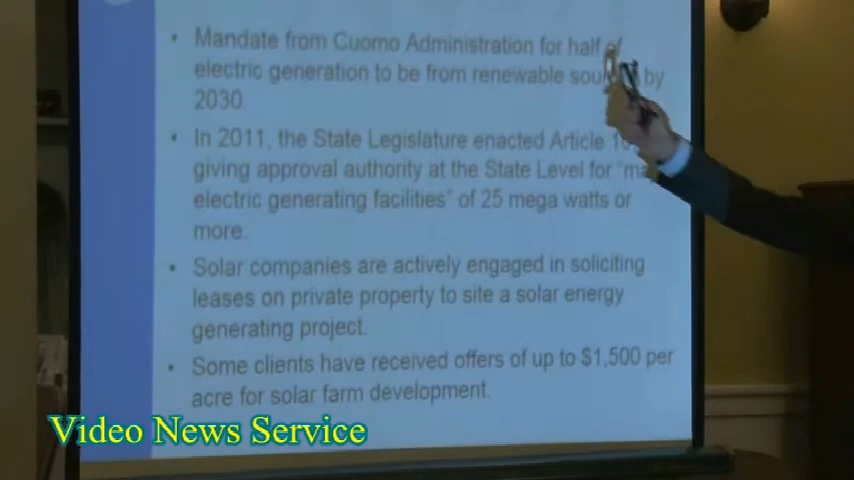 • Mandate from Cuomo Administration for half of
electric generation to be from renewable by
2030.
• In 2011, the State Legislature enacted Article
giving approval authority at the State Level for
electric generating facilities" of 25 mega watts or
more.
• Solar companies are actively engaged in soliciting
leases on private property to site a solar energy
generating project.
• Some clients have received offers of up to $1,500 per
acre for solar farm development.
Video News Service